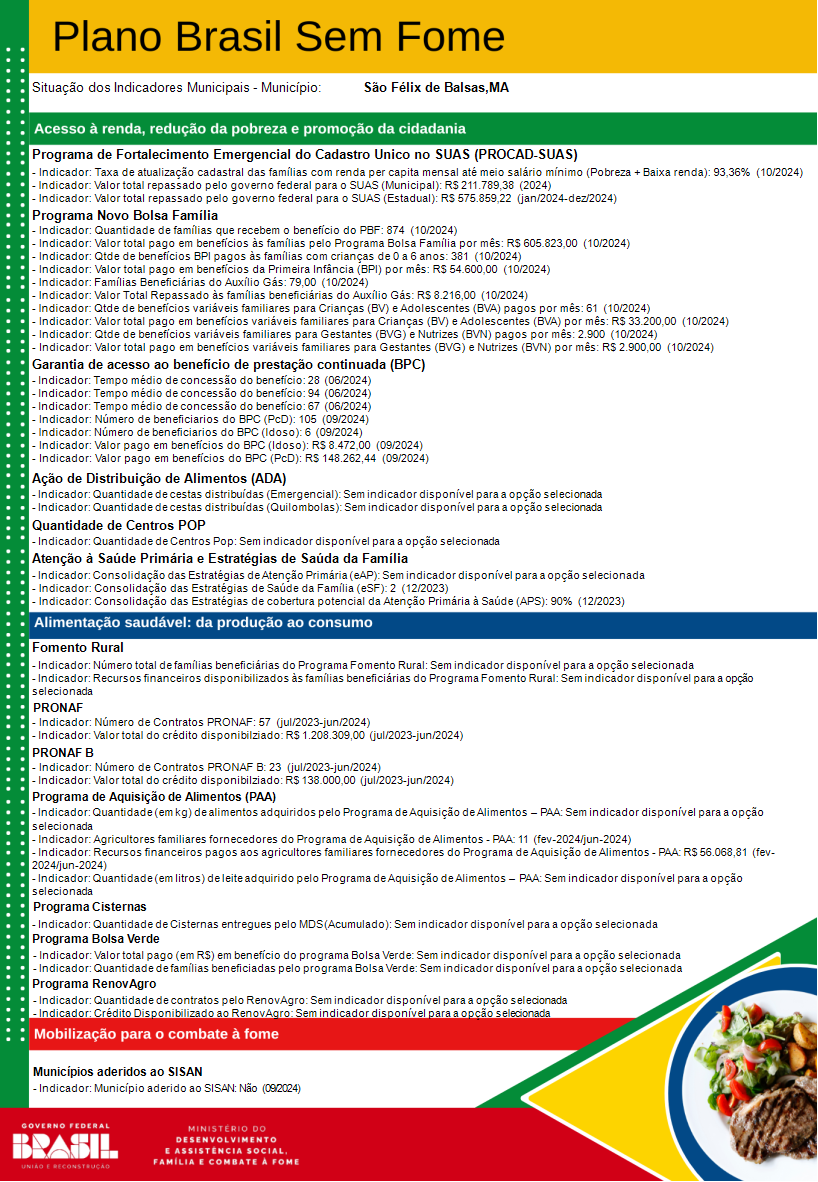 Plano Brasil Sem Fome
Situação dos Indicadores Municipais - Município: São Félix de Balsas,MA
Acesso à renda, redução da pobreza e promoção da cidadania
Programa de Fortalecimento Emergencial do Cadastro Unico no SUAS (PROCAD-SUAS)
- Indicador: Taxa de atualização cadastral das famílias com renda per capita mensal até meio salário mínimo (Pobreza + Baixa renda): 93,36% (10/2024)
- Indicador: Valor total repassado pelo governo federal para o SUAS (Municipal): R$ 211.789,38 (2024)
- Indicador: Valor total repassado pelo governo federal para o SUAS (Estadual): R$ 575.859,22 (jan/2024-dez/2024)
Programa Novo Bolsa Família
- Indicador: Quantidade de famílias que recebem o benefício do PBF: 874 (10/2024)
- Indicador: Valor total pago em benefícios às famílias pelo Programa Bolsa Família por mês: R$ 605.823,00 (10/2024)
- Indicador: Qtde de benefícios BPI pagos às famílias com crianças de 0 a 6 anos: 381 (10/2024)
- Indicador: Valor total pago em benefícios da Primeira Infância (BPI) por mês: R$ 54.600,00 (10/2024)
- Indicador: Famílias Beneficiárias do Auxílio Gás: 79,00 (10/2024)
- Indicador: Valor Total Repassado às famílias beneficiárias do Auxílio Gás: R$ 8.216,00 (10/2024)
- Indicador: Qtde de benefícios variáveis familiares para Crianças (BV) e Adolescentes (BVA) pagos por mês: 61 (10/2024)
- Indicador: Valor total pago em benefícios variáveis familiares para Crianças (BV) e Adolescentes (BVA) por mês: R$ 33.200,00 (10/2024)
- Indicador: Qtde de benefícios variáveis familiares para Gestantes (BVG) e Nutrizes (BVN) pagos por mês: 2.900 (10/2024)
- Indicador: Valor total pago em benefícios variáveis familiares para Gestantes (BVG) e Nutrizes (BVN) por mês: R$ 2.900,00 (10/2024)
Garantia de acesso ao benefício de prestação continuada (BPC)
- Indicador: Tempo médio de concessão do benefício: 28 (06/2024)
- Indicador: Tempo médio de concessão do benefício: 94 (06/2024)
- Indicador: Tempo médio de concessão do benefício: 67 (06/2024)
- Indicador: Número de beneficiarios do BPC (PcD): 105 (09/2024)
- Indicador: Número de beneficiarios do BPC (Idoso): 6 (09/2024)
- Indicador: Valor pago em benefícios do BPC (Idoso): R$ 8.472,00 (09/2024)
- Indicador: Valor pago em benefícios do BPC (PcD): R$ 148.262,44 (09/2024)
Ação de Distribuição de Alimentos (ADA)
- Indicador: Quantidade de cestas distribuídas (Emergencial): Sem indicador disponível para a opção selecionada
- Indicador: Quantidade de cestas distribuídas (Quilombolas): Sem indicador disponível para a opção selecionada
Quantidade de Centros POP
- Indicador: Quantidade de Centros Pop: Sem indicador disponível para a opção selecionada
Atenção à Saúde Primária e Estratégias de Saúda da Família
- Indicador: Consolidação das Estratégias de Atenção Primária (eAP): Sem indicador disponível para a opção selecionada
- Indicador: Consolidação das Estratégias de Saúde da Família (eSF): 2 (12/2023)
- Indicador: Consolidação das Estratégias de cobertura potencial da Atenção Primária à Saúde (APS): 90% (12/2023)
Alimentação saudável: da produção ao consumo
Fomento Rural
- Indicador: Número total de famílias beneficiárias do Programa Fomento Rural: Sem indicador disponível para a opção selecionada
- Indicador: Recursos financeiros disponibilizados às famílias beneficiárias do Programa Fomento Rural: Sem indicador disponível para a opção
selecionada
PRONAF
- Indicador: Número de Contratos PRONAF: 57 (jul/2023-jun/2024)
- Indicador: Valor total do crédito disponibilziado: R$ 1.208.309,00 (jul/2023-jun/2024)
PRONAF B
- Indicador: Número de Contratos PRONAF B: 23 (jul/2023-jun/2024)
- Indicador: Valor total do crédito disponibilziado: R$ 138.000,00 (jul/2023-jun/2024)
Programa de Aquisição de Alimentos (PAA)
- Indicador: Quantidade (em kg) de alimentos adquiridos pelo Programa de Aquisição de Alimentos – PAA: Sem indicador disponível para a opção
selecionada
- Indicador: Agricultores familiares fornecedores do Programa de Aquisição de Alimentos - PAA: 11 (fev-2024/jun-2024)
- Indicador: Recursos financeiros pagos aos agricultores familiares fornecedores do Programa de Aquisição de Alimentos - PAA: R$ 56.068,81 (fev-
2024/jun-2024)
- Indicador: Quantidade (em litros) de leite adquirido pelo Programa de Aquisição de Alimentos – PAA: Sem indicador disponível para a opção
selecionada
Programa Cisternas
- Indicador: Quantidade de Cisternas entregues pelo MDS(Acumulado): Sem indicador disponível para a opção selecionada
Programa Bolsa Verde
- Indicador: Valor total pago (em R$) em benefício do programa Bolsa Verde: Sem indicador disponível para a opção selecionada
- Indicador: Quantidade de famílias beneficiadas pelo programa Bolsa Verde: Sem indicador disponível para a opção selecionada
Programa RenovAgro
- Indicador: Quantidade de contratos pelo RenovAgro: Sem indicador disponível para a opção selecionada
- Indicador: Crédito Disponibilizado ao RenovAgro: Sem indicador disponível para a opção selecionada
Mobilização para o combate à fome
Municípios aderidos ao SISAN
- Indicador: Município aderido ao SISAN: Não (09/2024)
GOVERNO FEDERAL
BRASIL
UNIÃO E RECONSTRUÇÃO
MINISTÉRIO DO
DESENVOLVIMENTO
E ASSISTÊNCIA SOCIAL,
FAMÍLIA E COMBATE À FOME